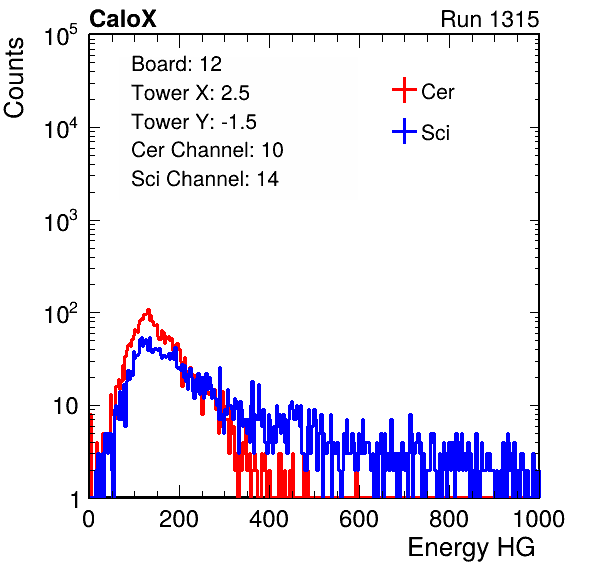 CaloX Run 1315
Counts
Board: 12
Tower X: 2.5
Tower Y: -1.5
Cer Channel: 10
Sci Channel: 14
Cer
Sci
10^5
10^4
10^3
10^2
10
1
0 200 400 600 800 1000
Energy HG